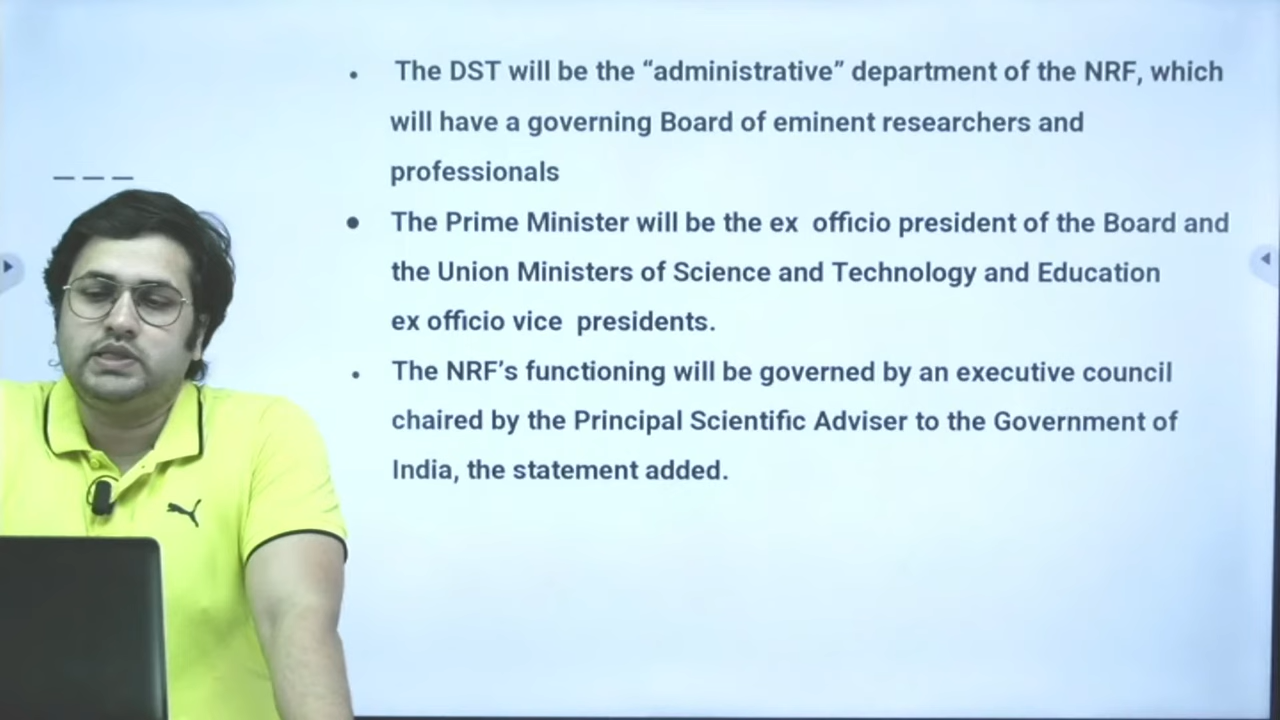 • The DST will be the “administrative” department of the NRF, which
will have a governing Board of eminent researchers and
professionals
• The Prime Minister will be the ex officio president of the Board and
the Union Ministers of Science and Technology and Education
ex officio vice presidents.
• The NRF’s functioning will be governed by an executive council
chaired by the Principal Scientific Adviser to the Government of
India, the statement added.